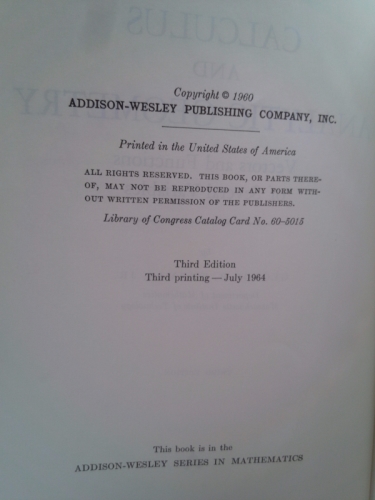 Copyright © 1960
ADDISON-WESLEY PUBLISHING COMPANY, INC.
Printed in the United States of America
ALL RIGHTS RESERVED. THIS BOOK, OR PARTS THERE-
OF, MAY NOT BE REPRODUCED IN ANY FORM WITH-
OUT WRITTEN PERMISSION OF THE PUBLISHERS.
Library of Congress Catalog Card No. 60-5015
Third Edition
Third printing — July 1964
This book is in the
ADDISON-WESLEY SERIES IN MATHEMATICS